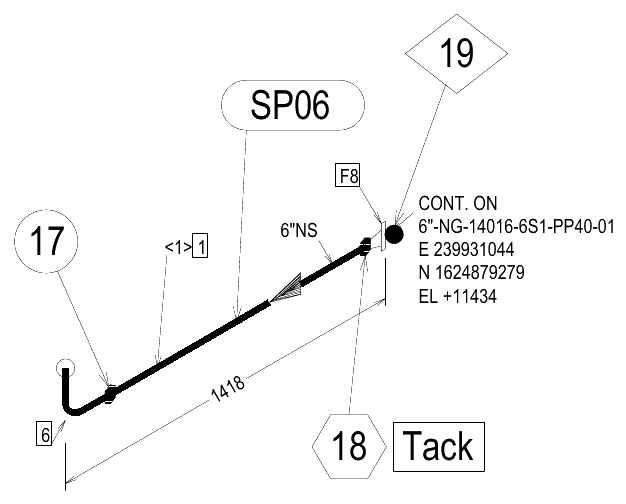 19
SP06
F8
CONT. ON
6"-NG-14016-6S1-PP40-01
E 239931044
N 1624879279
EL +11434
17
<1> 1
6"NS
1418
6
18
Tack